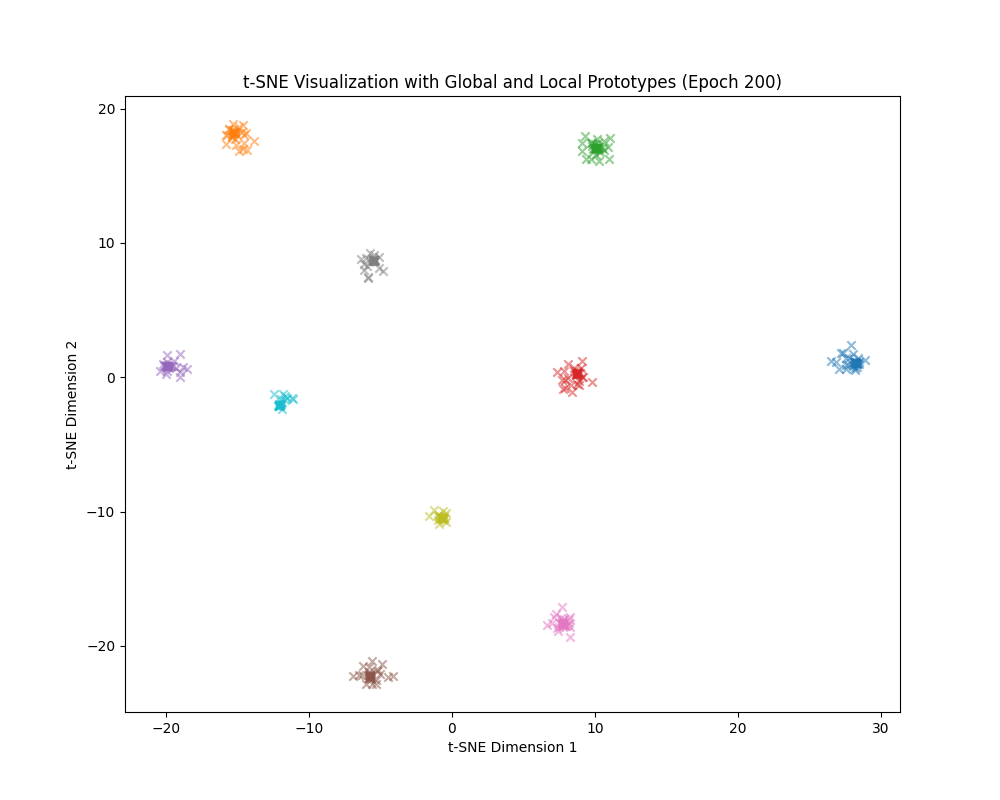 t-SNE Visualization with Global and Local Prototypes (Epoch 200)
20
10
0
−10
−20
t-SNE Dimension 2
−20 −10 0 10 20 30
t-SNE Dimension 1